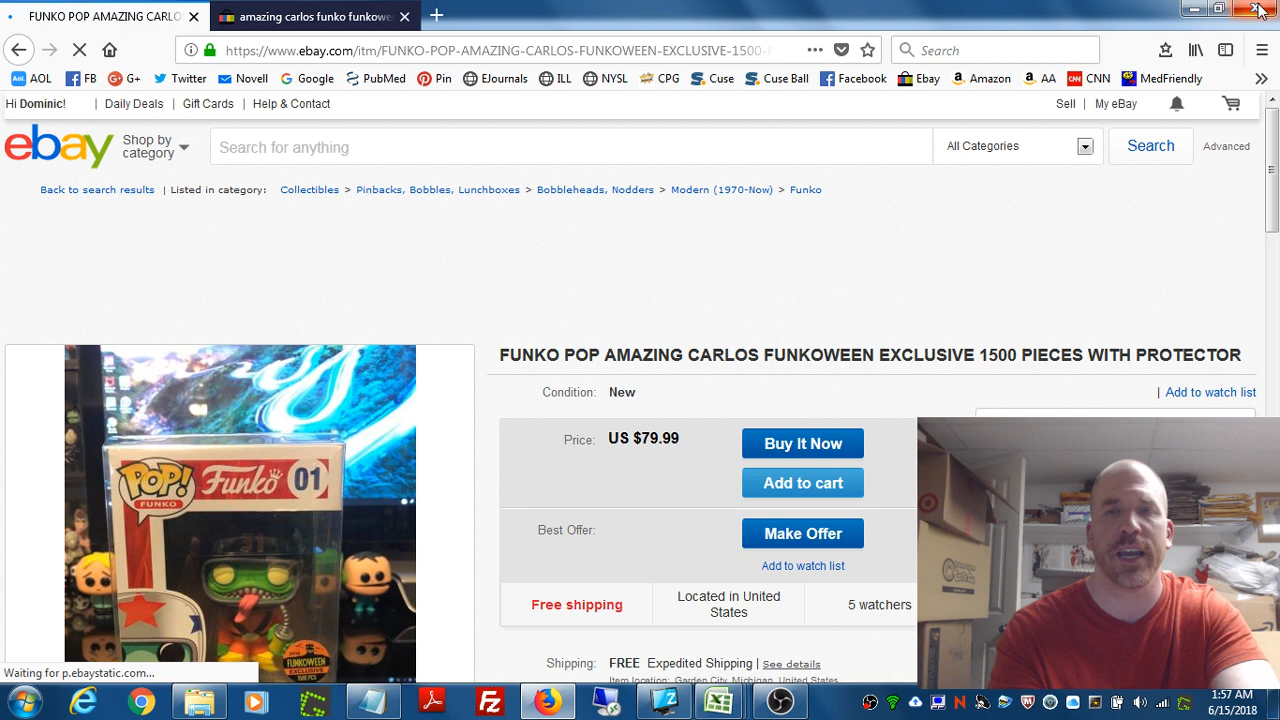 FUNKO POP AMAZING CARLO
amazing carlos funko funkowe
https://www.ebay.com/itm/FUNKO-POP-AMAZING-CARLOS-FUNKOWEEN-EXCLUSIVE-1500-P
Search
AOL FB G+ Twitter Novell Google PubMed Pin EJournals ILL NYSL CPG Cuse Cuse Ball Facebook Ebay Amazon AA CNN MedFriendly
Hi Dominic! | Daily Deals | Gift Cards | Help & Contact Sell | My eBay
ebay Shop by category Search for anything All Categories Search Advanced
Back to search results | Listed in category: Collectibles > Pinbacks, Bobbles, Lunchboxes > Bobbleheads, Nodders > Modern (1970-Now) > Funko
FUNKO POP AMAZING CARLOS FUNKOWEEN EXCLUSIVE 1500 PIECES WITH PROTECTOR
Condition: New
| Add to watch list
Price: US $79.99 Buy It Now
Add to cart
Best Offer: Make Offer
Add to watch list
Free shipping
Located in United
States
5 watchers
Shipping: FREE Expedited Shipping | See details
Item location: Garden City, Michigan, United States
POP!
FUNKO
Funko
01
FUNKOWEEN
EXCLUSIVE
Waiting for p.ebaystatic.com...
1:57 AM
6/15/2018